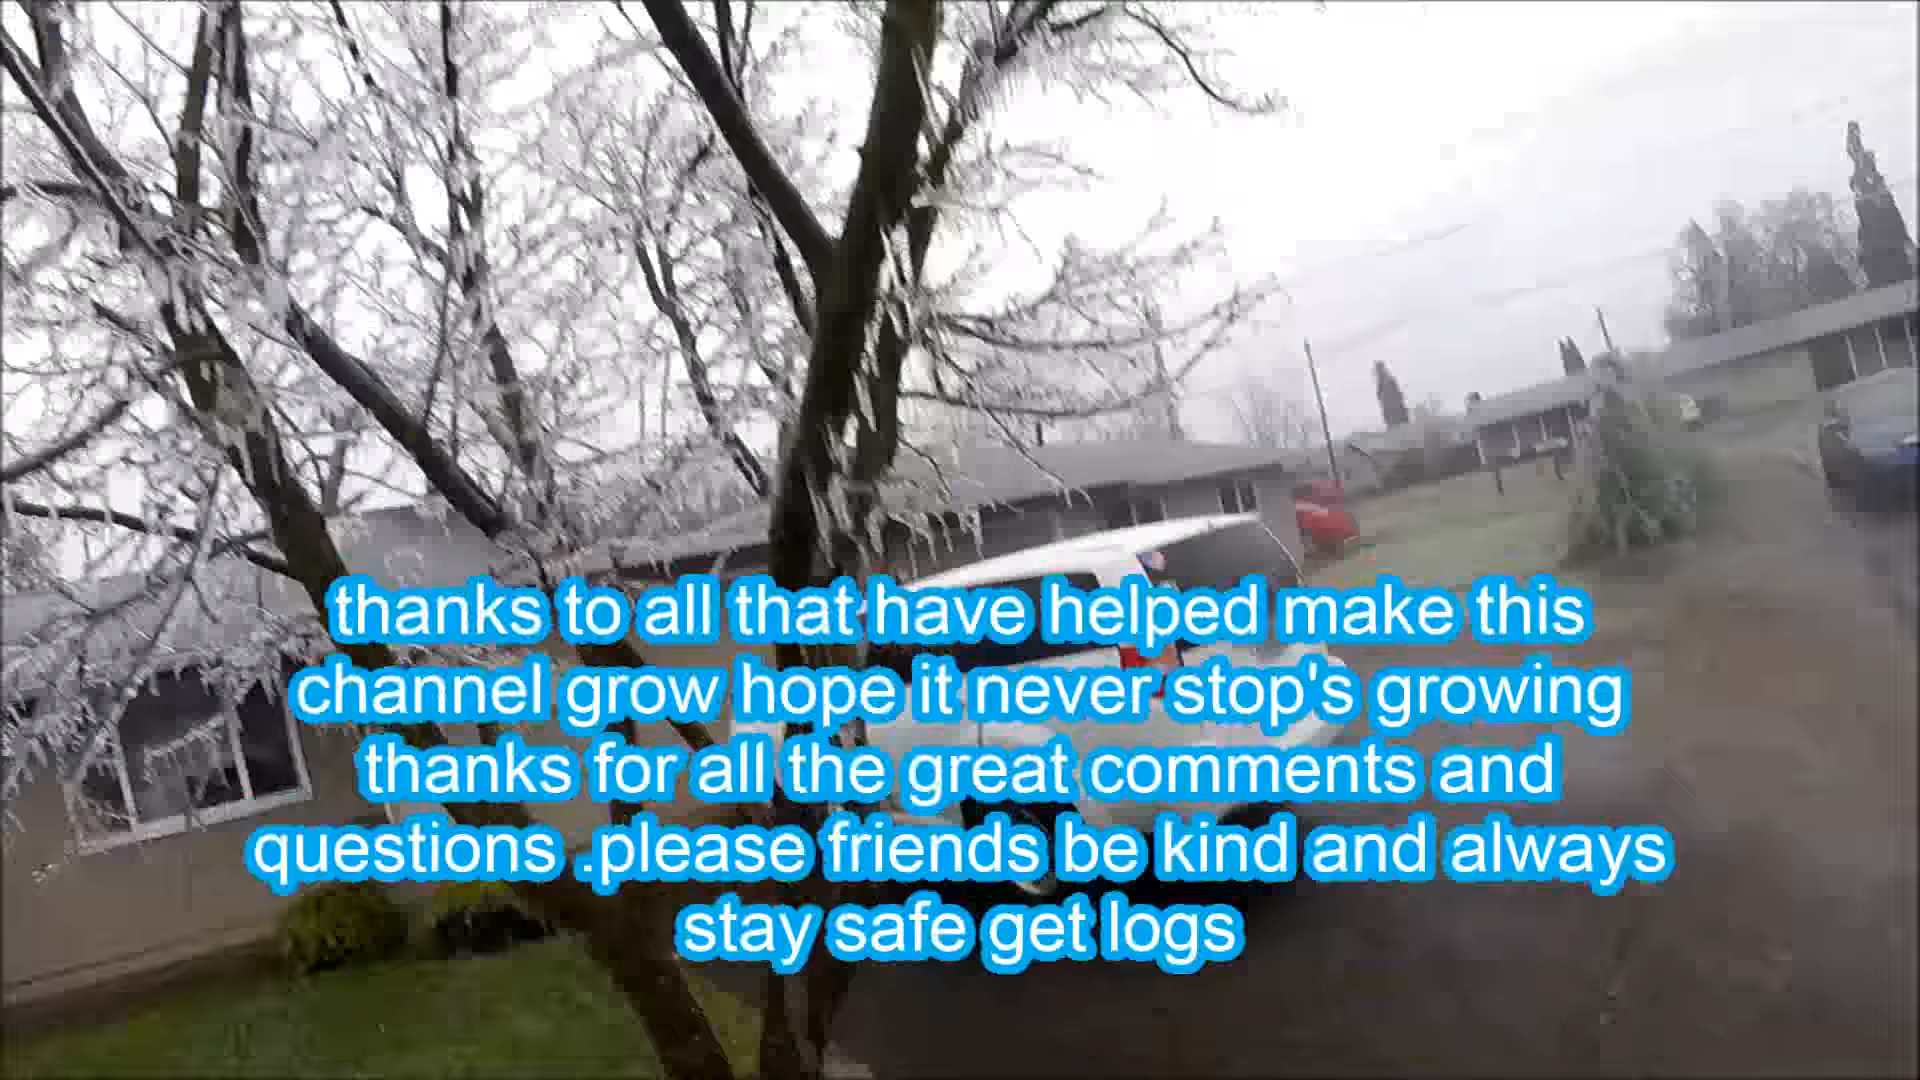 thanks to all that have helped make this
channel grow hope it never stop's growing
thanks for all the great comments and
questions .please friends be kind and always
stay safe get logs